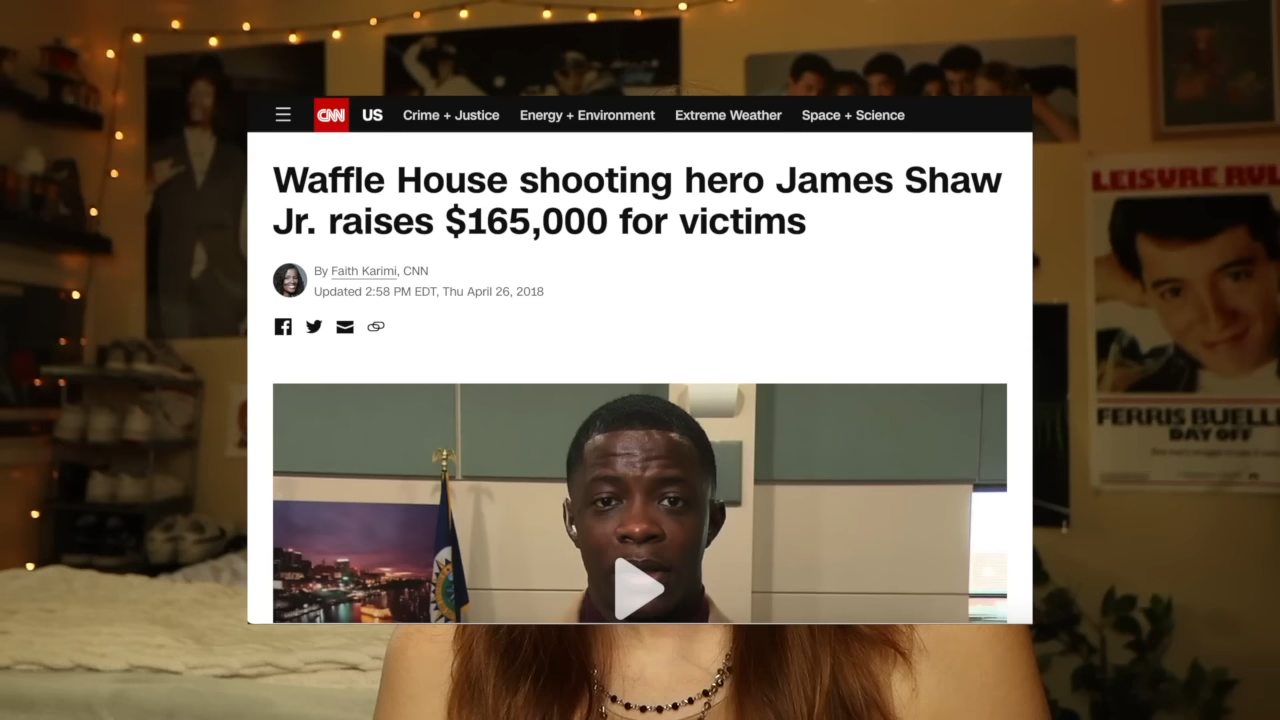 CNN US Crime + Justice Energy + Environment Extreme Weather Space + Science
Waffle House shooting hero James Shaw
Jr. raises $165,000 for victims
By Faith Karimi, CNN
Updated 2:58 PM EDT, Thu April 26, 2018
LEISURE RUL
FERRIS BUELLE
DAY OFF